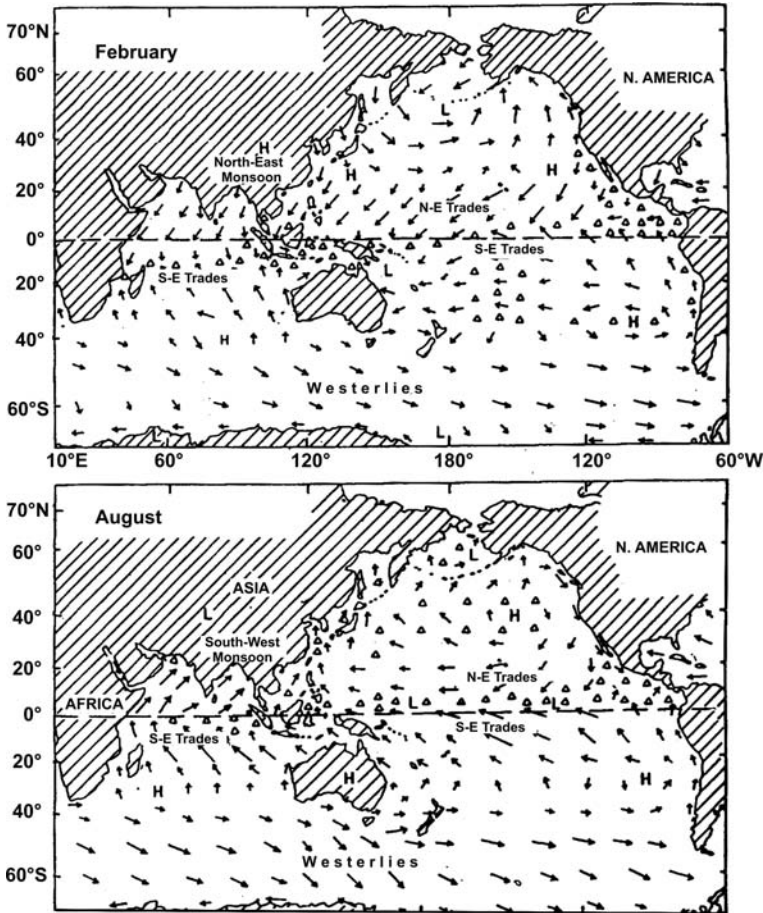 February
70°N
60°
N. AMERICA
L
40°
H
North-East
Monsoon
H
H
20°
N-E Trades
0°
S-E Trades
L
S-E Trades
20°
H
H
40°
Westerlies
60°S
L
L
10°E 60° 120° 180° 120° 60°W
August
70°N
60°
L
N. AMERICA
ASIA
L
40°
H
South-West
Monsoon
20°
N-E Trades
AFRICA
L
L
0°
S-E Trades
S-E Trades
20°
H
H
H
40°
Westerlies
60°S